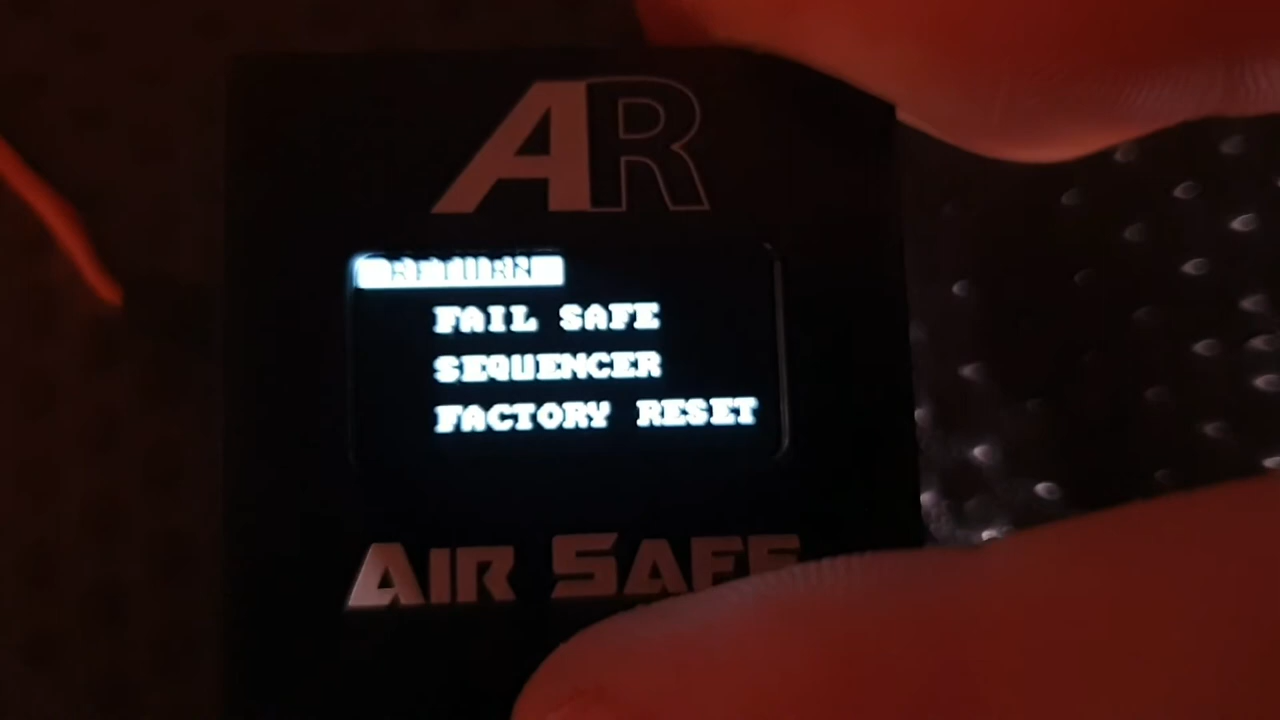 AR
FAIL SAFE
SEQUENCER
FACTORY RESET
AIR SAFE